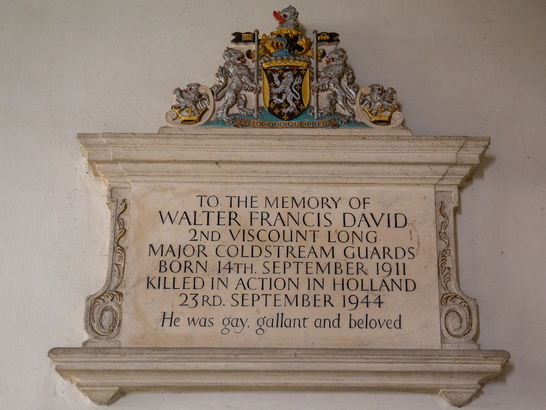 TO THE MEMORY OF
WALTER FRANCIS DAVID
2ND VISCOUNT LONG
MAJOR COLDSTREAM GUARDS
BORN 14TH. SEPTEMBER 1911
KILLED IN ACTION IN HOLLAND
23RD. SEPTEMBER 1944
He was gay, gallant and beloved